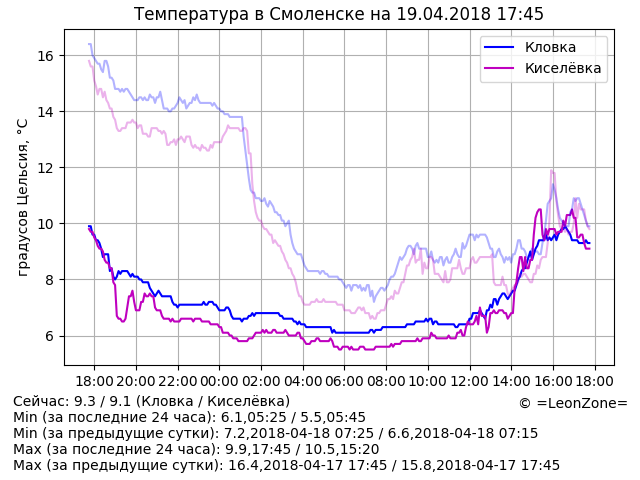 Температура в Смоленске на 19.04.2018 17:45
Кловка
Киселёвка
градусов Цельсия, °C
16
14
12
10
8
6
18:00 20:00 22:00 00:00 02:00 04:00 06:00 08:00 10:00 12:00 14:00 16:00 18:00
Сейчас: 9.3 / 9.1 (Кловка / Киселёвка)
© =LeonZone=
Min (за последние 24 часа): 6.1,05:25 / 5.5,05:45
Min (за предыдущие сутки): 7.2,2018-04-18 07:25 / 6.6,2018-04-18 07:15
Max (за последние 24 часа): 9.9,17:45 / 10.5,15:20
Max (за предыдущие сутки): 16.4,2018-04-17 17:45 / 15.8,2018-04-17 17:45